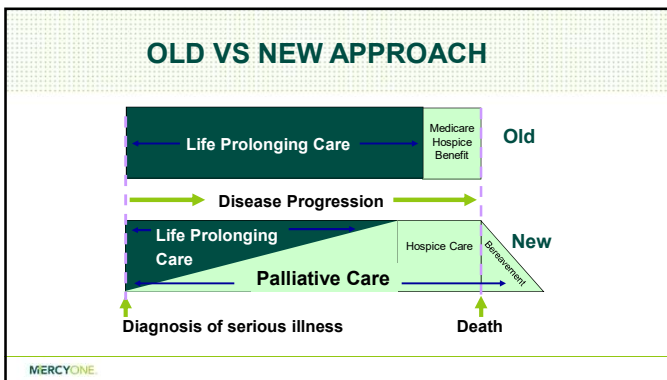 OLD VS NEW APPROACH
Life Prolonging Care
Medicare
Hospice
Benefit
Old
Disease Progression
Life Prolonging
Care
Hospice Care
New
Bereavement
Palliative Care
Diagnosis of serious illness
Death
MERCYONE